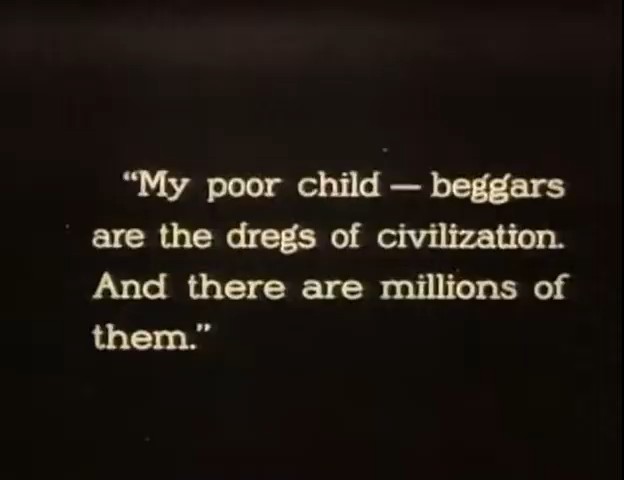 “My poor child — beggars
are the dregs of civilization.
And there are millions of
them.”